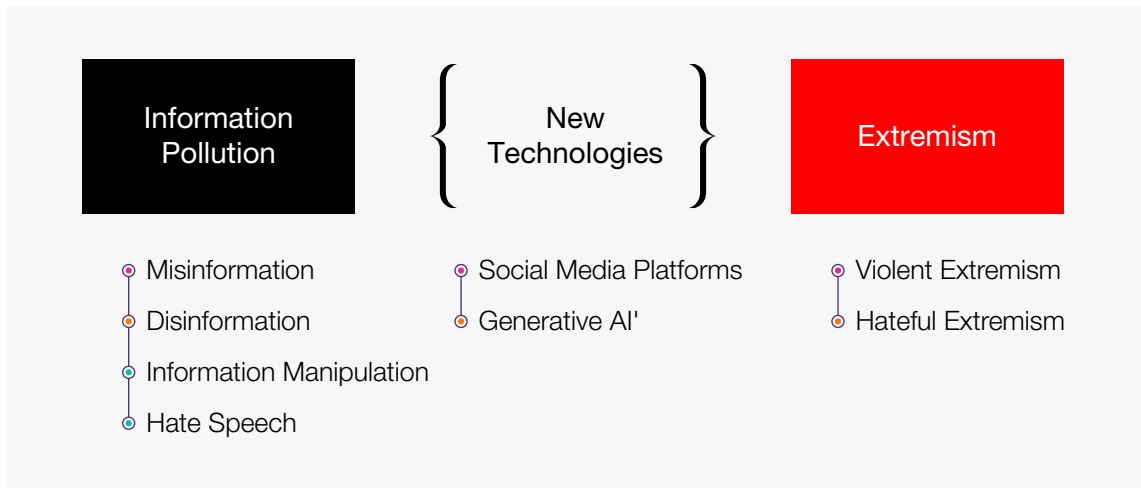 Information
Pollution
New
Technologies
Extremism
Misinformation
Disinformation
Information Manipulation
Hate Speech
Social Media Platforms
Generative AI'
Violent Extremism
Hateful Extremism